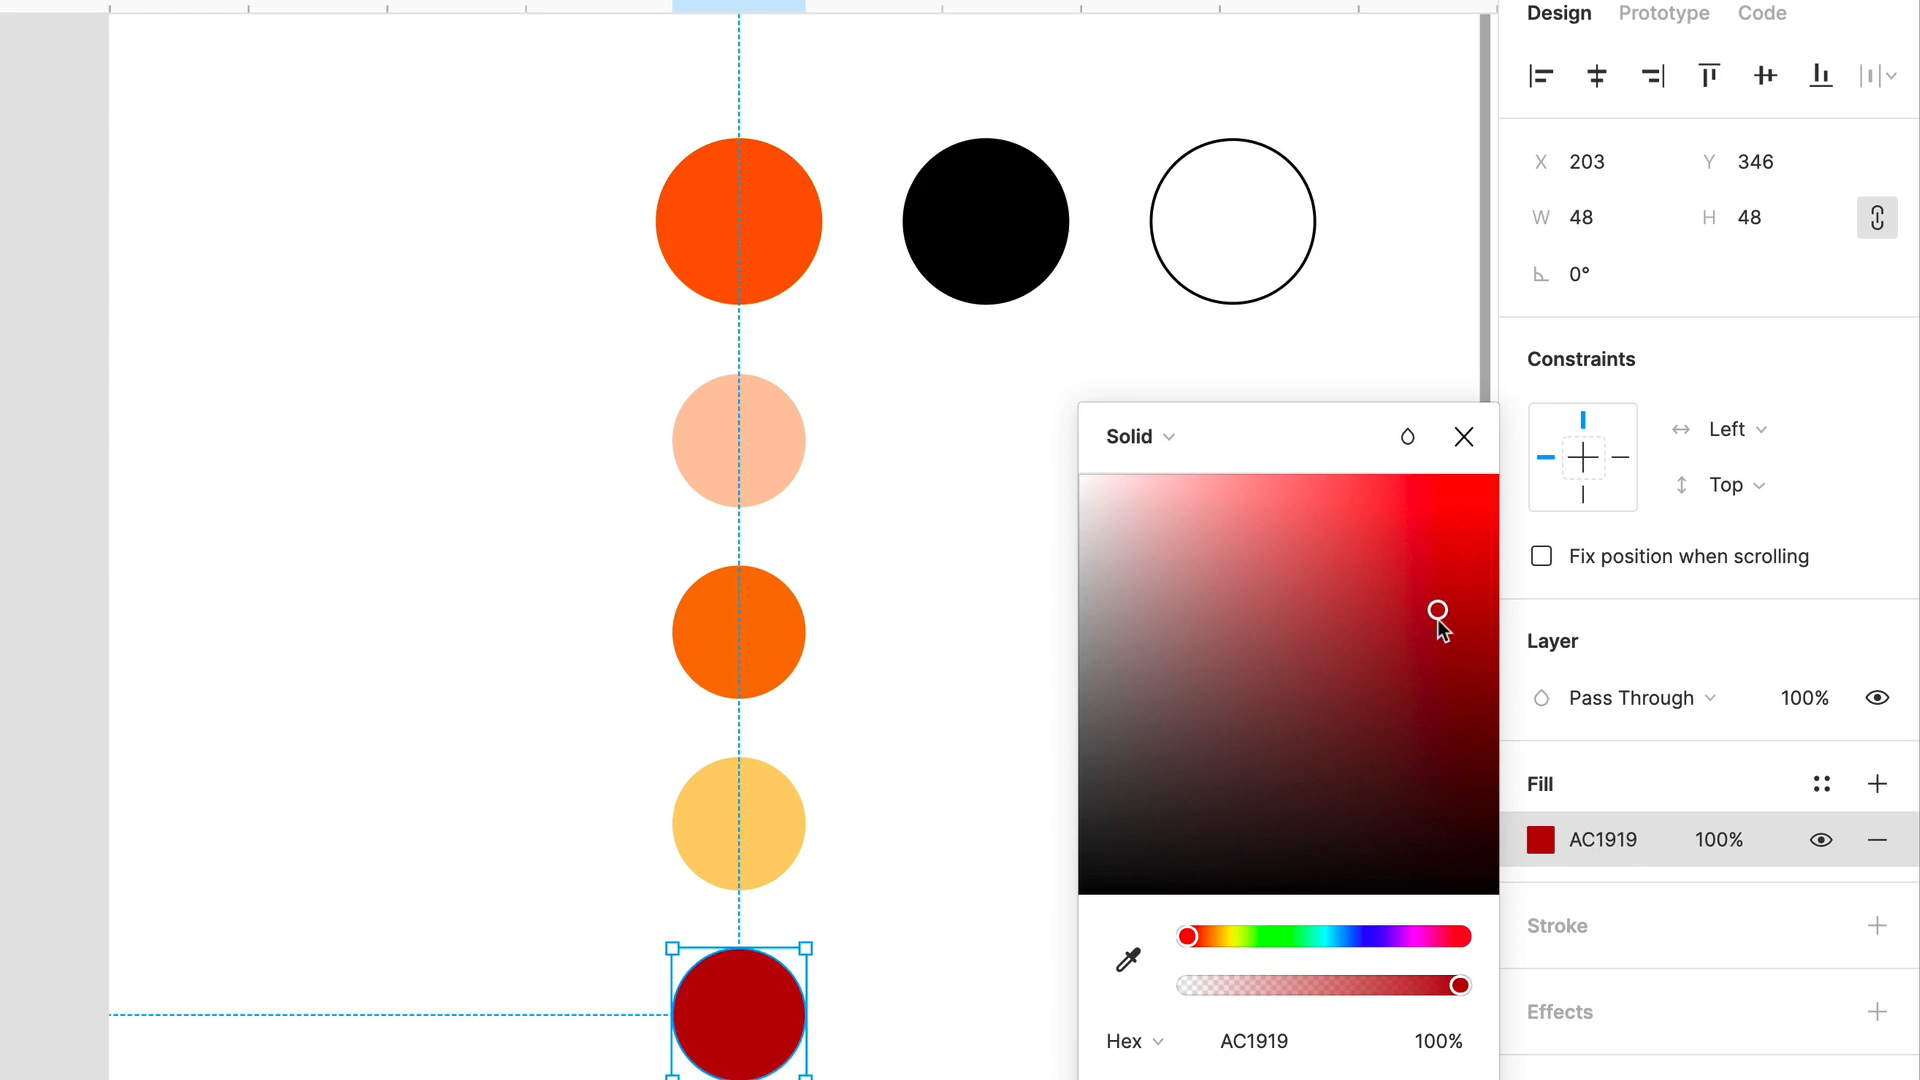 Design Prototype Code
X 203 Y 346
W 48 H 48
0°
Constraints
Left
Top
Fix position when scrolling
Layer
Pass Through 100%
Fill
AC1919 100%
Stroke
Effects
Solid
Hex AC1919 100%